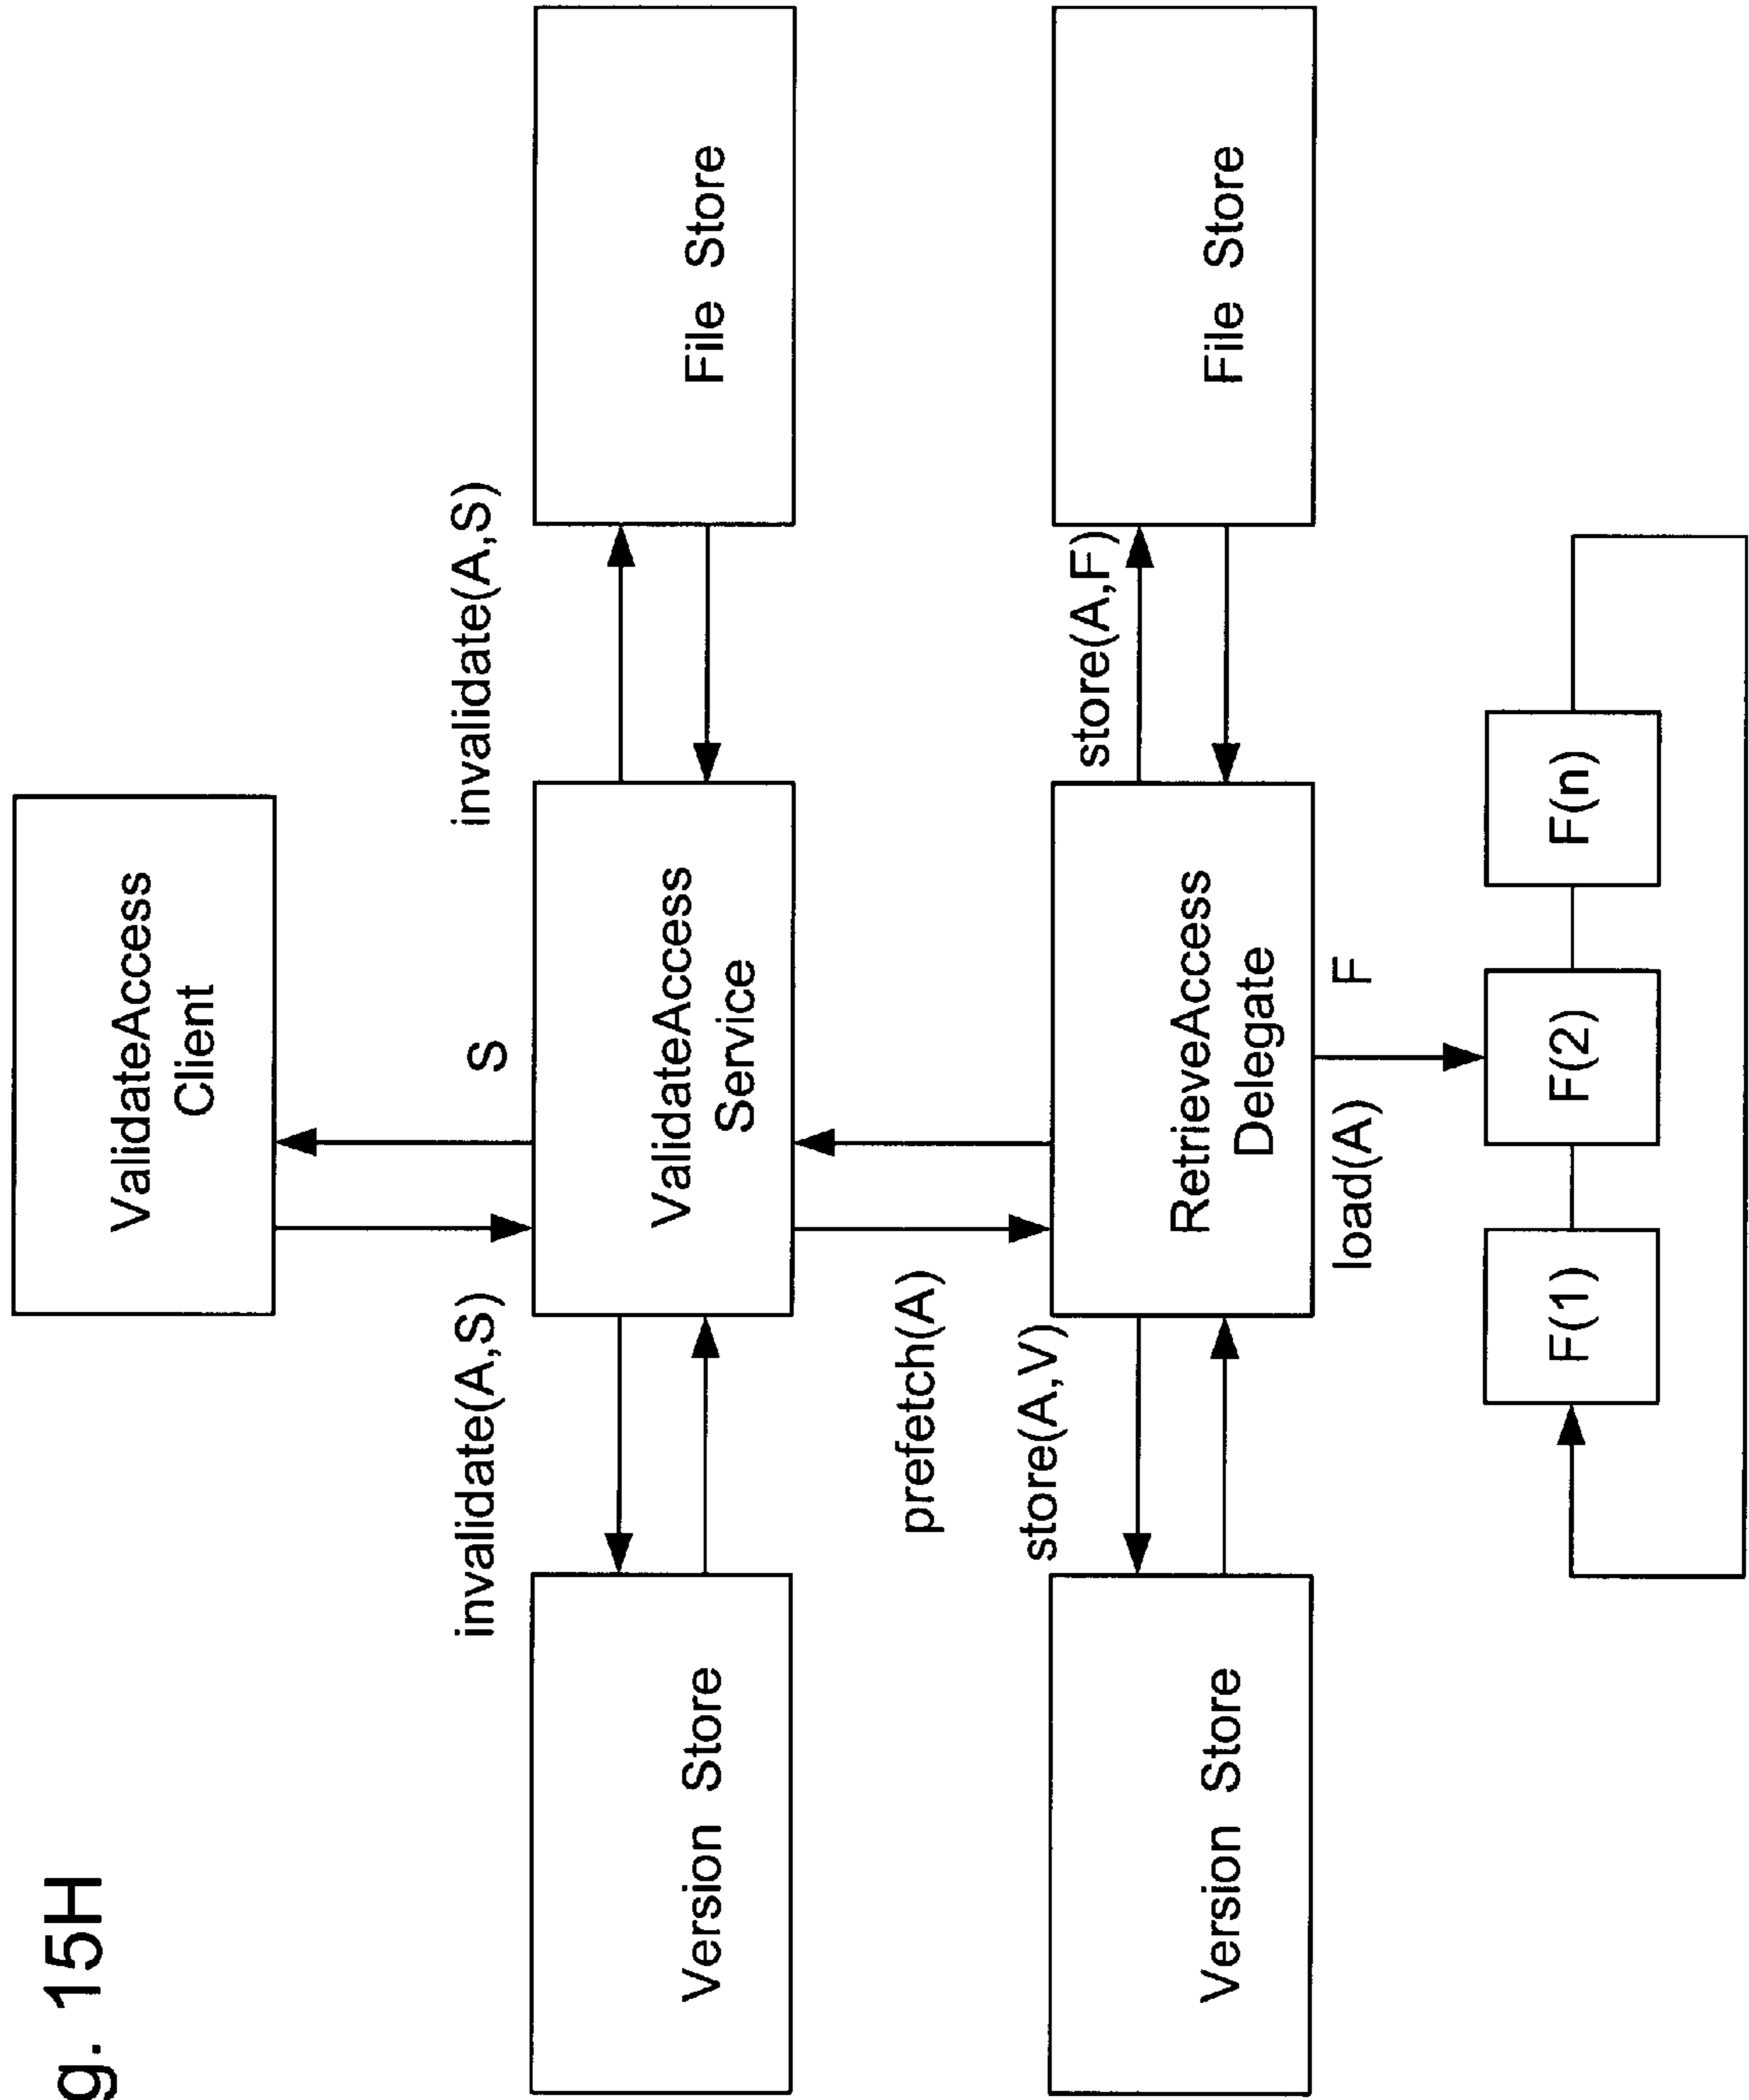 g. 15H
ValidateAccess
Client
S
invalidate(A,S)
invalidate(A,S)
Version Store
ValidateAccess
Service
File Store
prefetch(A)
store(A,V)
store(A,F)
Version Store
RetrieveAccess
Delegate
File Store
load(A)
F
F(1)
F(2)
F(n)